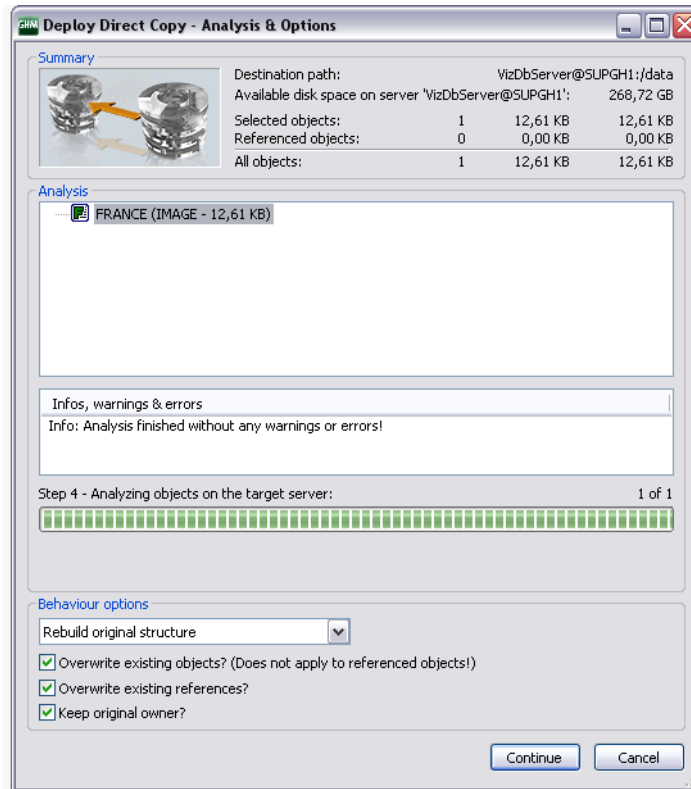 GHM Deploy Direct Copy - Analysis & Options
Summary
Destination path: VizDbServer@SUPGH1:/data
Available disk space on server 'VizDbServer@SUPGH1': 268,72 GB
Selected objects: 1 12,61 KB 12,61 KB
Referenced objects: 0 0,00 KB 0,00 KB
All objects: 1 12,61 KB 12,61 KB
Analysis
FRANCE (IMAGE - 12,61 KB)
Infos, warnings & errors
Info: Analysis finished without any warnings or errors!
Step 4 - Analyzing objects on the target server: 1 of 1
Behaviour options
Rebuild original structure
Overwrite existing objects? (Does not apply to referenced objects!)
Overwrite existing references?
Keep original owner?
Continue Cancel